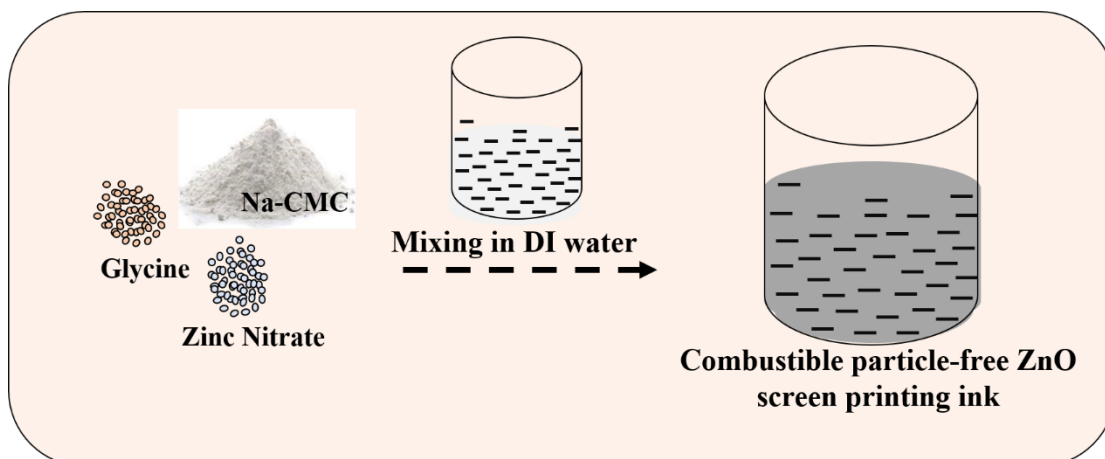 Na-CMC
Glycine
Zinc Nitrate
Mixing in DI water
Combustible particle-free ZnO
screen printing ink